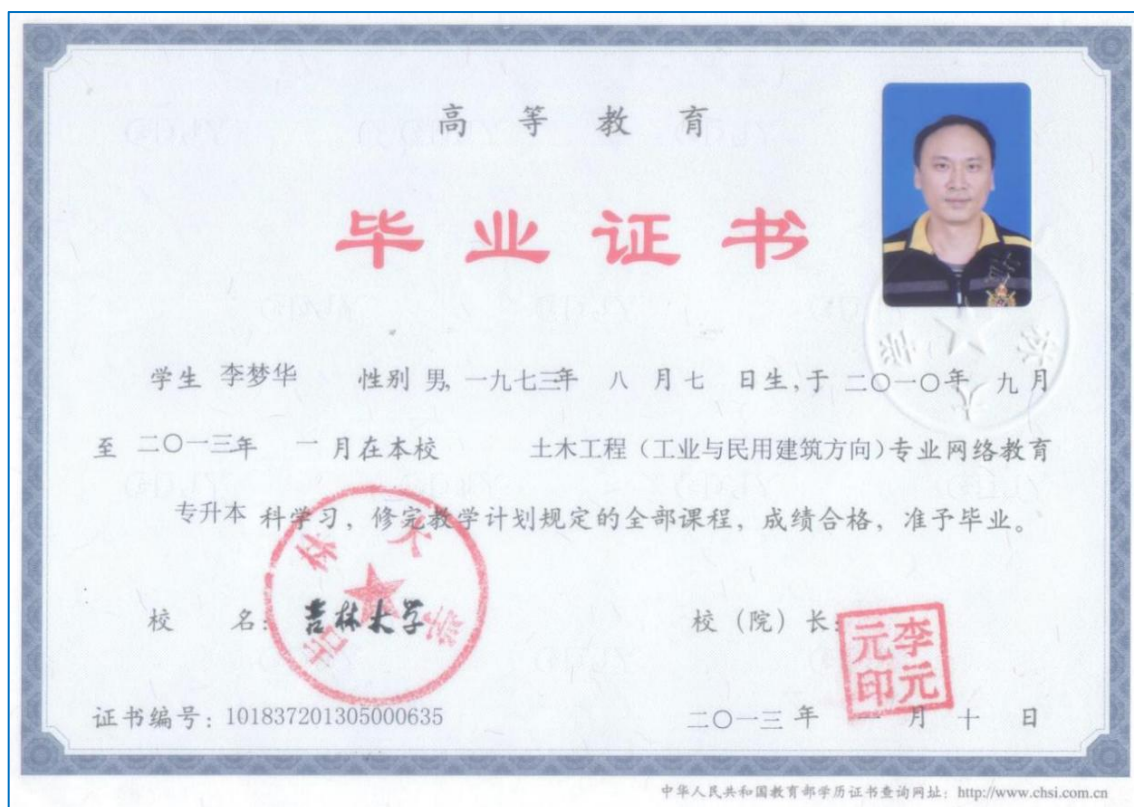 高等教育
毕业证书
学生 李梦华 性别 男, 一九七三年 八 月 七 日生, 于 二〇一〇年 九 月
至 二〇一三年 一 月在本校 土木工程（工业与民用建筑方向）专业网络教育
专升本 科学习，修完教学计划规定的全部课程，成绩合格，准予毕业。
校 名：吉林大学 校（院）长：
吉林大学
李元元印
证书编号：101837201305000635 二〇一三 年 一 月 十 日
中华人民共和国教育部学历证书查询网址：http://www.chsi.com.cn